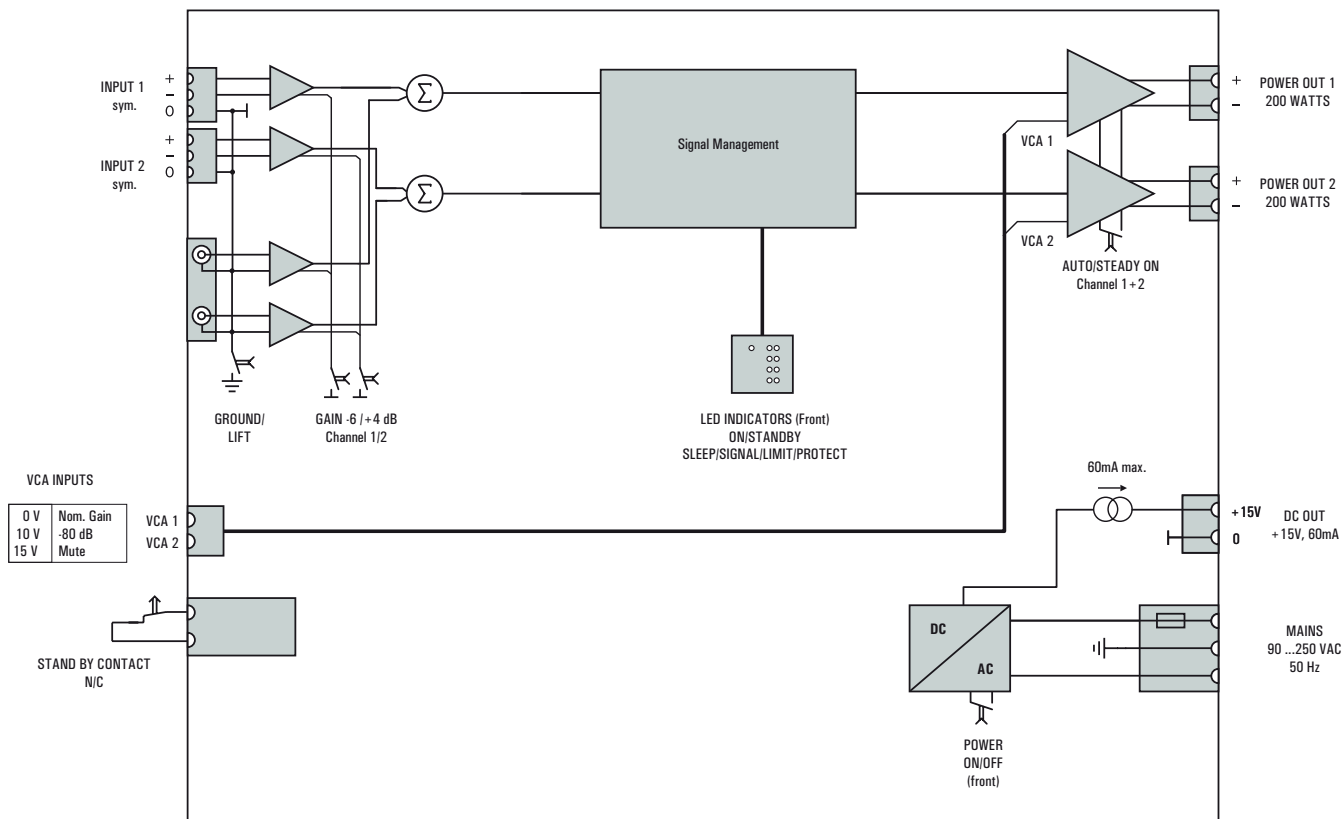 INPUT 1
sym.
+
−
0
+
−
0
INPUT 2
sym.
Σ
Σ
Signal Management
VCA 1
VCA 2
+
−
POWER OUT 1
200 WATTS
+
−
POWER OUT 2
200 WATTS
AUTO/STEADY ON
Channel 1+2
GROUND/
LIFT
GAIN -6 /+4 dB
Channel 1/2
LED INDICATORS (Front)
ON/STANDBY
SLEEP/SIGNAL/LIMIT/PROTECT
VCA INPUTS
0 V Nom. Gain
10 V -80 dB
15 V Mute
VCA 1
VCA 2
60mA max.
+15V
0
DC OUT
+15V, 60mA
STAND BY CONTACT
N/C
DC
AC
MAINS
90 ...250 VAC
50 Hz
POWER
ON/OFF
(front)